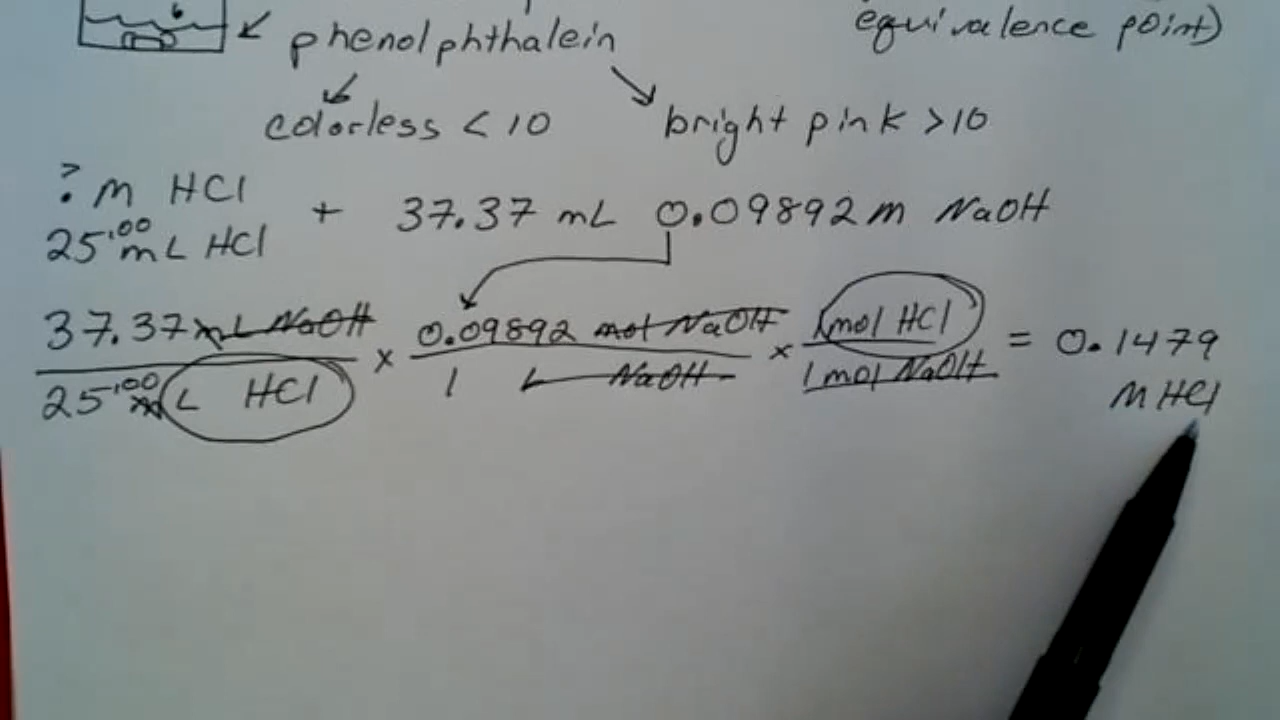 equivalence point)
phenolphthalein
colorless < 10 bright pink > 10
? M HCl + 37.37 mL 0.09892 M NaOH
25.00 mL HCl
37.37 mL NaOH × 0.09892 mol NaOH × 1 mol HCl = 0.1479
25.00 mL HCl 1 L NaOH 1 mol NaOH M HCl